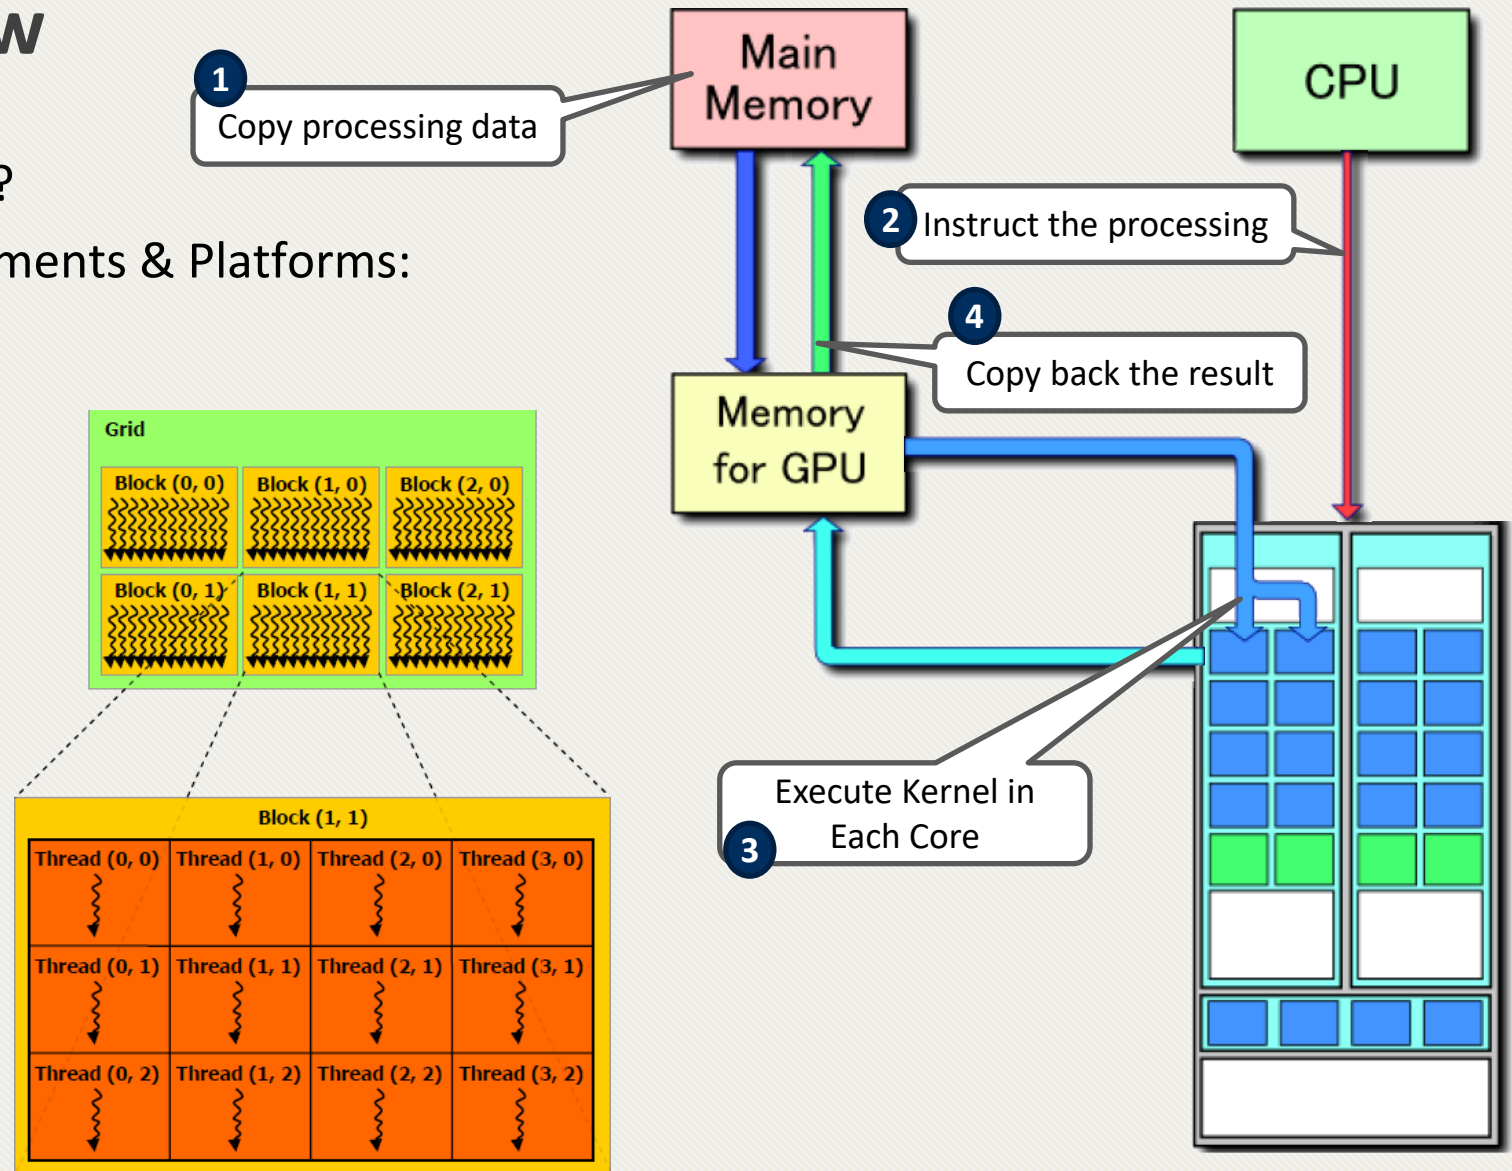 w
?
ments & Platforms:
1
Copy processing data
Main
Memory
CPU
2
Instruct the processing
4
Copy back the result
Memory
for GPU
Execute Kernel in
Each Core
3
Grid
Block (0, 0) Block (1, 0) Block (2, 0)
Block (0, 1) Block (1, 1) Block (2, 1)
Block (1, 1)
Thread (0, 0) Thread (1, 0) Thread (2, 0) Thread (3, 0)
Thread (0, 1) Thread (1, 1) Thread (2, 1) Thread (3, 1)
Thread (0, 2) Thread (1, 2) Thread (2, 2) Thread (3, 2)